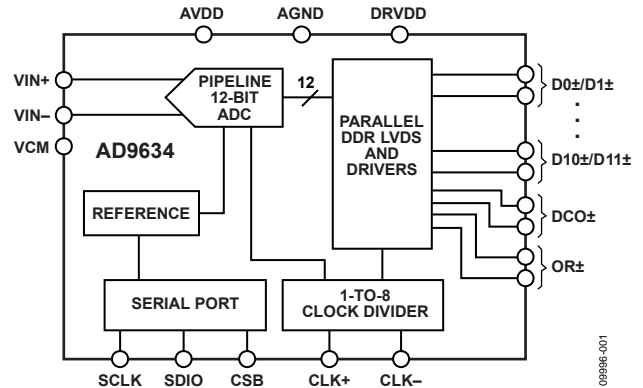 AVDD
AGND
DRVDD
VIN+
VIN–
VCM
PIPELINE
12-BIT
ADC
12
PARALLEL
DDR LVDS
AND
DRIVERS
D0±/D1±
.
.
.
D10±/D11±
DCO±
OR±
AD9634
REFERENCE
SERIAL PORT
1-TO-8
CLOCK DIVIDER
SCLK
SDIO
CSB
CLK+
CLK–
09996-001